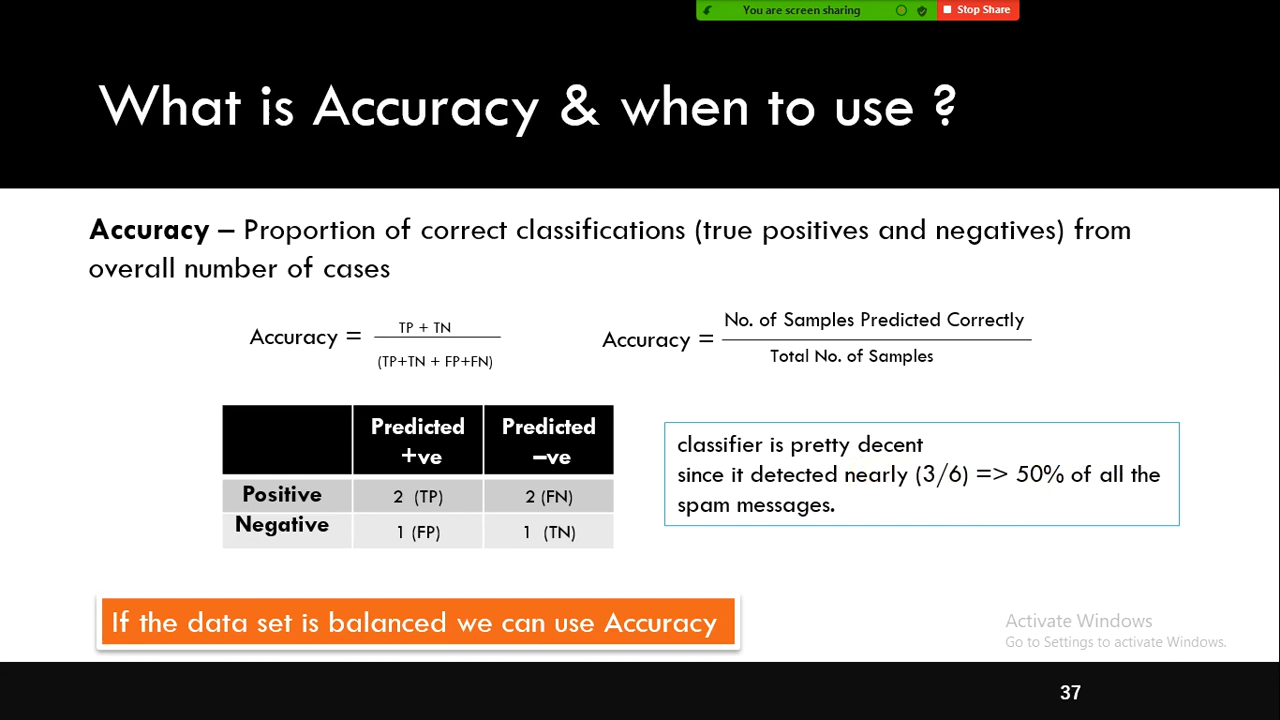 You are screen sharing
Stop Share
What is Accuracy & when to use ?
Accuracy – Proportion of correct classifications (true positives and negatives) from
overall number of cases
Accuracy = TP + TN
(TP+TN + FP+FN)
Accuracy = No. of Samples Predicted Correctly
Total No. of Samples
Predicted +ve
Predicted –ve
Positive 2 (TP) 2 (FN)
Negative 1 (FP) 1 (TN)
classifier is pretty decent
since it detected nearly (3/6) => 50% of all the
spam messages.
If the data set is balanced we can use Accuracy
Activate Windows
Go to Settings to activate Windows.
37